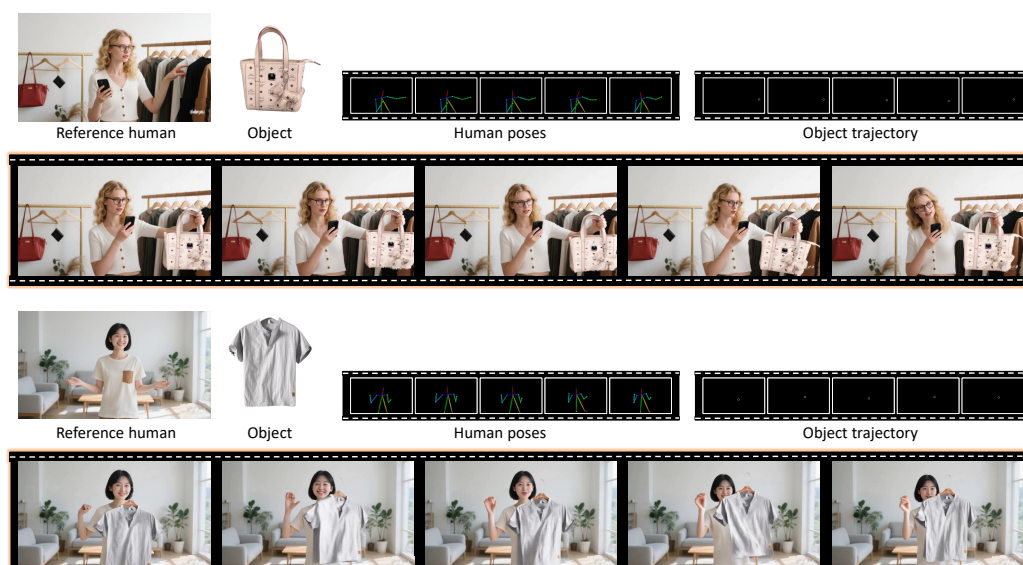 Reference human
Object
Human poses
Object trajectory
Reference human
Object
Human poses
Object trajectory